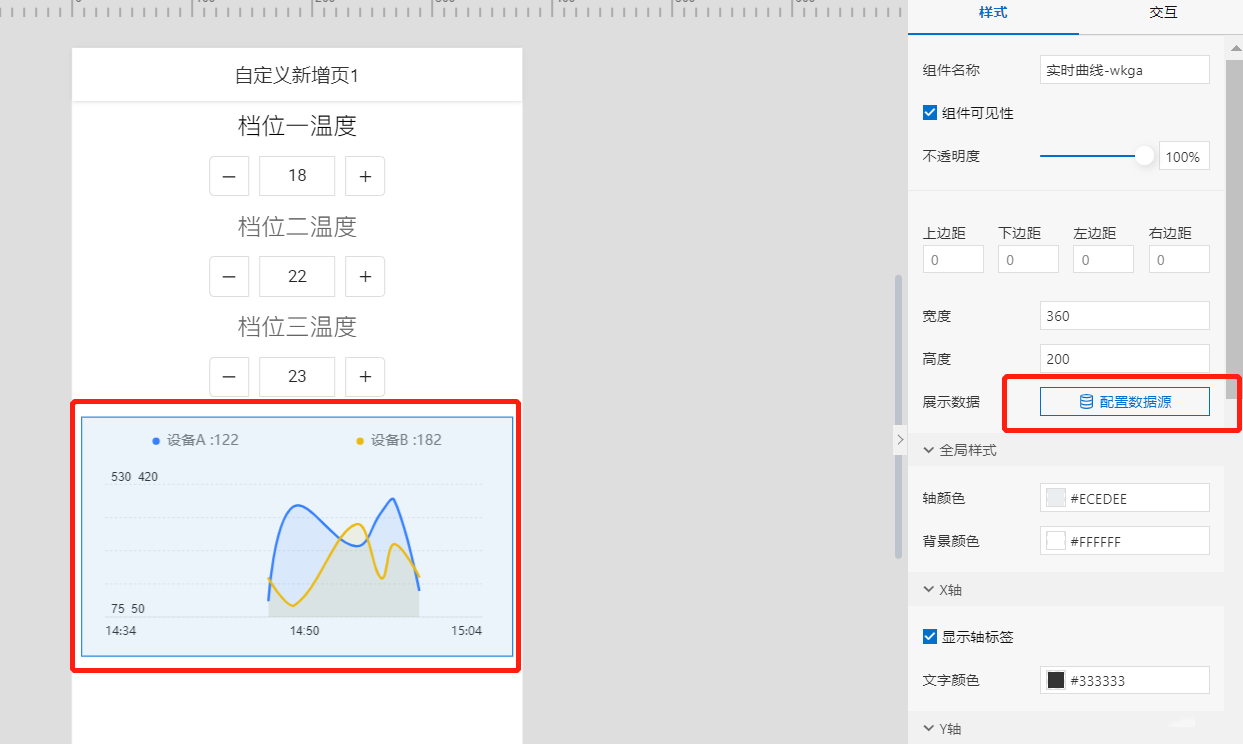 样式
交互
自定义新增页1
档位一温度
— 18 +
档位二温度
— 22 +
档位三温度
— 23 +
设备A :122
设备B :182
530 420
75 50
14:34
14:50
15:04
组件名称
实时曲线-wkga
组件可见性
不透明度
100%
上边距
下边距
左边距
右边距
0
0
0
0
宽度
360
高度
200
展示数据
配置数据源
全局样式
轴颜色
#ECEDEE
背景颜色
#FFFFFF
X轴
显示轴标签
文字颜色
#333333
Y轴